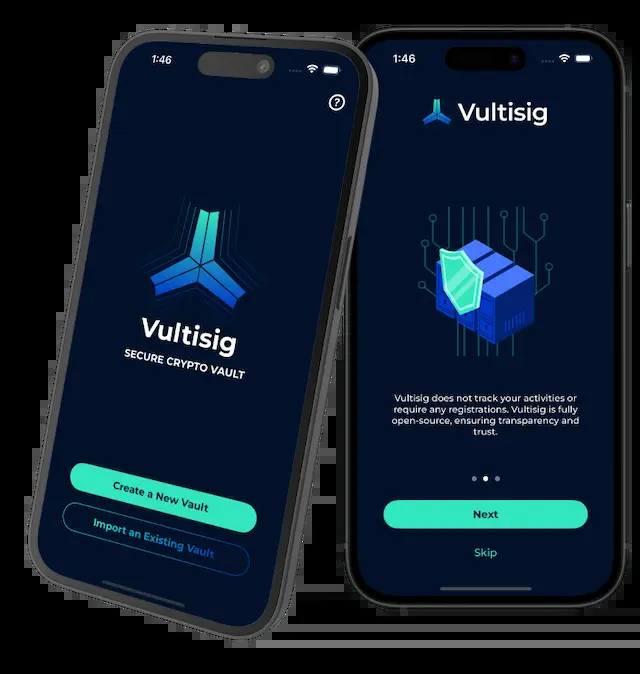 1:46
?
Vultisig
SECURE CRYPTO VAULT
Create a New Vault
Import an Existing Vault
1:46
Vultisig
Vultisig does not track your activities or
require any registrations. Vultisig is fully
open-source, ensuring transparency and
trust.
Next
Skip